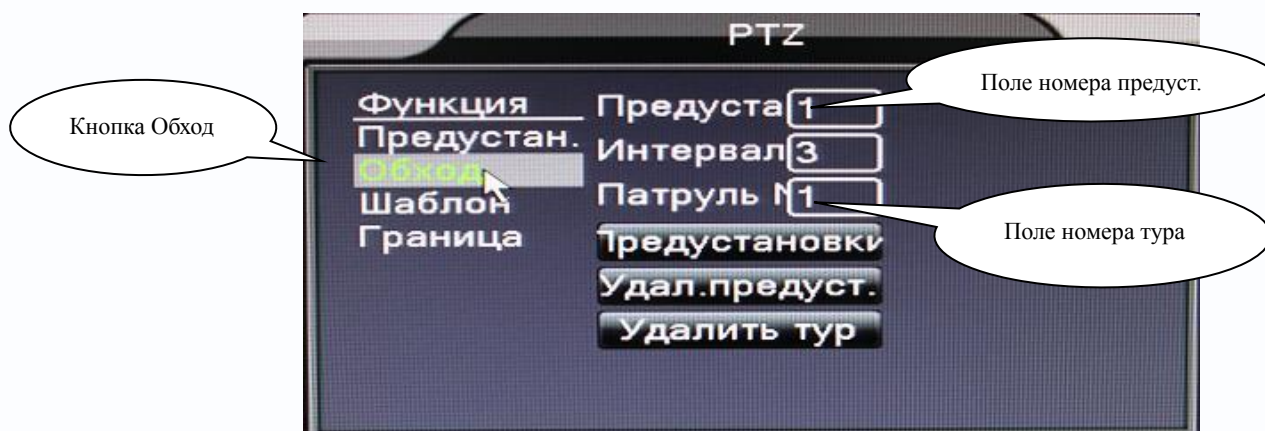 PTZ
Поле номера предуст.
Кнопка Обход
Функция
Предустан.
Обход
Шаблон
Граница
Предуста 1
Интервал 3
Патруль N 1
Предустановки
Удал.предуст.
Удалить тур
Поле номера тура